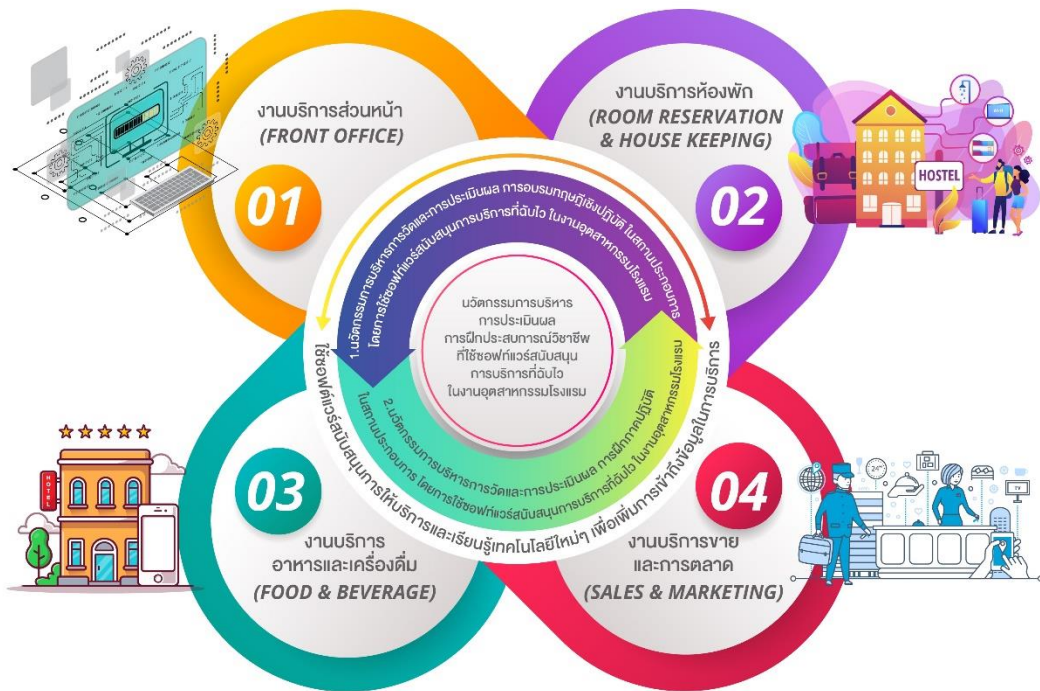 งานบริการส่วนหน้า
(FRONT OFFICE)
01
งานบริการห้องพัก
(ROOM RESERVATION
& HOUSE KEEPING)
02
HOSTEL
1.นวัตกรรมการบริหารการวัดและการประเมินผล การอบรมทฤษฎีเชิงปฏิบัติ ในสถานประกอบการ
โดยการใช้ซอฟท์แวร์สนับสนุนการบริการที่ฉับไว ในงานอุตสาหกรรมโรงแรม
นวัตกรรมการบริหาร
การประเมินผล
การฝึกประสบการณ์วิชาชีพ
ที่ใช้ซอฟท์แวร์สนับสนุน
การบริการที่ฉับไว
ในงานอุตสาหกรรมโรงแรม
2.นวัตกรรมการบริหารการวัดและการประเมินผล การฝึกภาคปฏิบัติ
ในสถานประกอบการ โดยการใช้ซอฟท์แวร์สนับสนุนการบริการที่ฉับไว ในงานอุตสาหกรรมโรงแรม
ใช้ซอฟต์แวร์สนับสนุนการให้บริการและเรียนรู้เทคโนโลยีใหม่ๆ เพื่อเพิ่มการเข้าถึงข้อมูลในการบริการ
HOTEL
03
งานบริการ
อาหารและเครื่องดื่ม
(FOOD & BEVERAGE)
04
งานบริการขาย
และการตลาด
(SALES & MARKETING)
24
TV